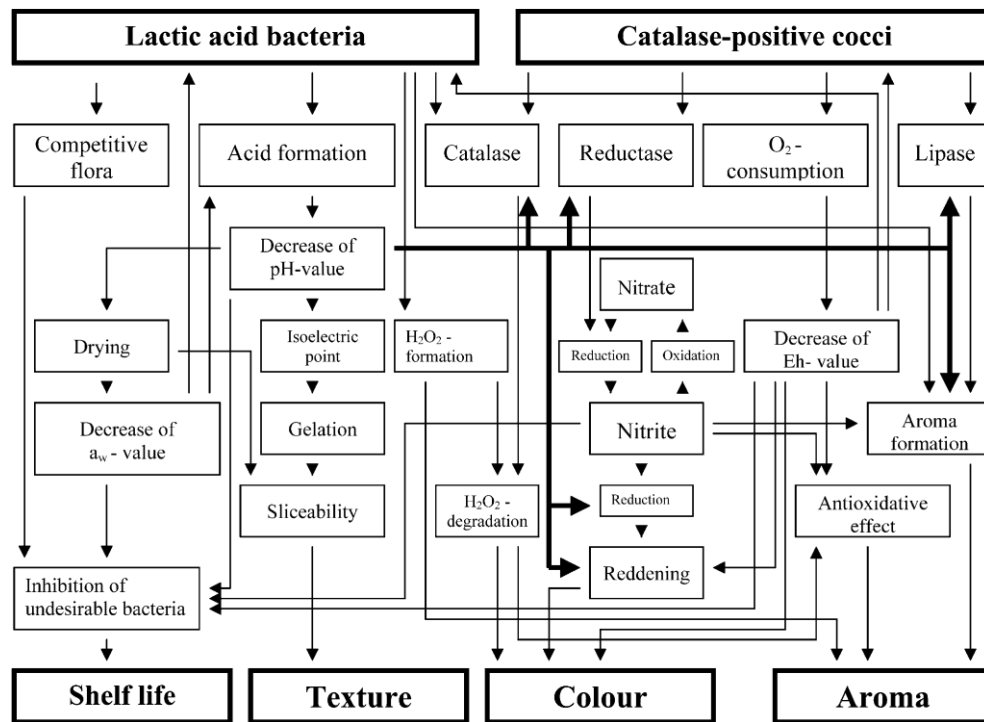 Lactic acid bacteria
Catalase-positive cocci
Competitive
flora
Acid formation
Catalase
Reductase
O₂ -
consumption
Lipase
Decrease of
pH-value
Nitrate
Drying
Isoelectric
point
H₂O₂ -
formation
Reduction
Oxidation
Decrease of
Eh- value
Decrease of
a_w - value
Gelation
Nitrite
Aroma
formation
Sliceability
H₂O₂ -
degradation
Reduction
Antioxidative
effect
Inhibition of
undesirable bacteria
Reddening
Shelf life
Texture
Colour
Aroma